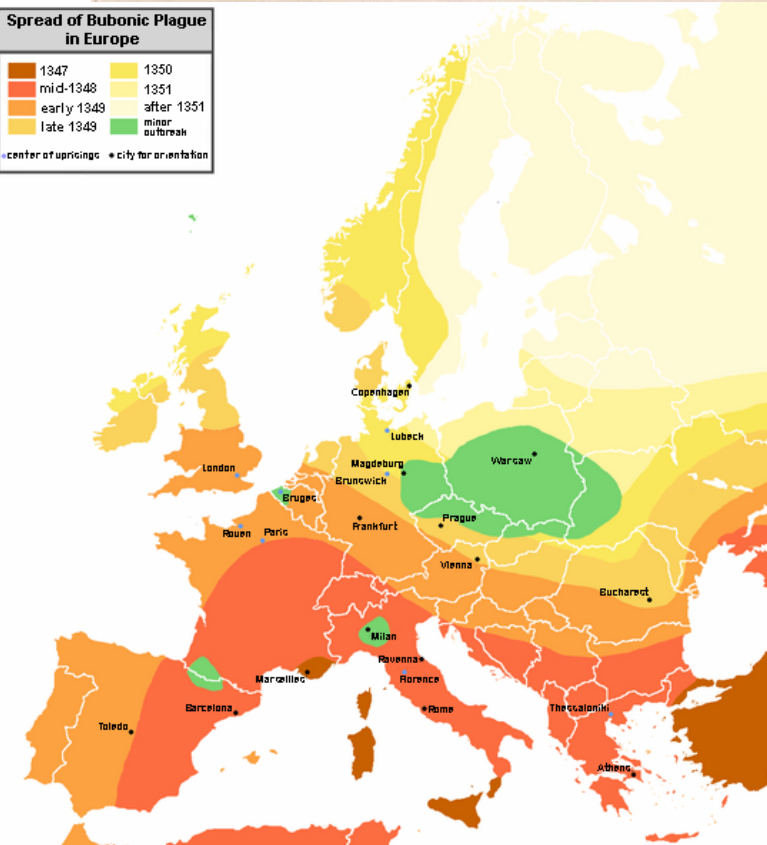 Spread of Bubonic Plague
in Europe
1347
mid-1348
early 1349
late 1349
1350
1351
after 1351
minor
outbreak
center of uprisings
city for orientation
Copenhagen
Lubeck
Warsaw
Magdeburg
Brunswick
London
Bruges
Prague
Frankfurt
Rouen
Paris
Vienna
Bucharest
Milan
Ravenna
Florence
Marseilles
Barcelona
Rome
Thessaloniki
Toledo
Athens